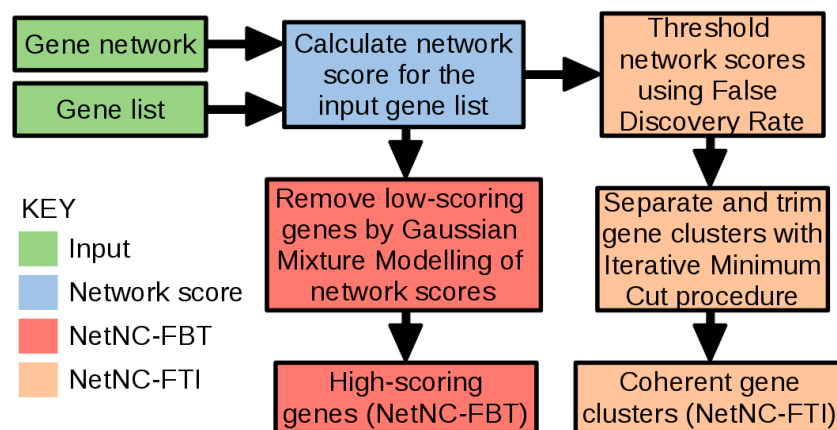 Gene network
Gene list
Calculate network
score for the
input gene list
Threshold
network scores
using False
Discovery Rate
Remove low-scoring
genes by Gaussian
Mixture Modelling of
network scores
Separate and trim
gene clusters with
Iterative Minimum
Cut procedure
High-scoring
genes (NetNC-FBT)
Coherent gene
clusters (NetNC-FTI)
KEY
Input
Network score
NetNC-FBT
NetNC-FTI